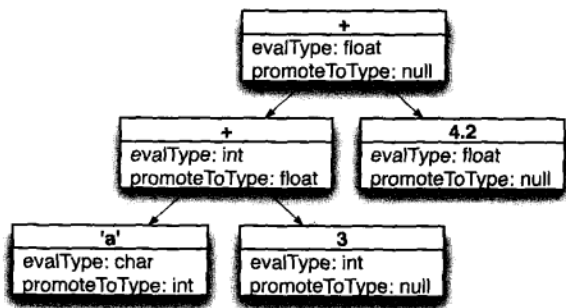 +
evalType: float
promoteToType: null
+
evalType: int
promoteToType: float
4.2
evalType: float
promoteToType: null
'a'
evalType: char
promoteToType: int
3
evalType: int
promoteToType: null